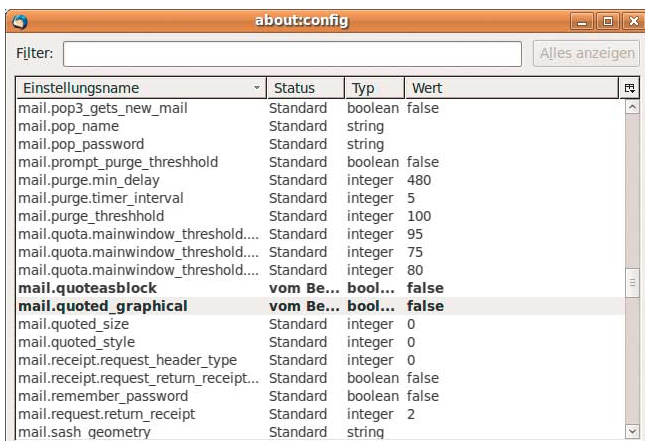 about:config
Filter: Alles anzeigen
Einstellungsname Status Typ Wert
mail.pop3_gets_new_mail Standard boolean false
mail.pop_name Standard string
mail.pop_password Standard string
mail.prompt_purge_threshhold Standard boolean false
mail.purge.min_delay Standard integer 480
mail.purge.timer_interval Standard integer 5
mail.purge_threshhold Standard integer 100
mail.quota.mainwindow_threshold.... Standard integer 95
mail.quota.mainwindow_threshold.... Standard integer 75
mail.quota.mainwindow_threshold.... Standard integer 80
mail.quoteasblock vom Be... bool... false
mail.quoted_graphical vom Be... bool... false
mail.quoted_size Standard integer 0
mail.quoted_style Standard integer 0
mail.receipt.request_header_type Standard integer 0
mail.receipt.request_return_receipt... Standard boolean false
mail.remember_password Standard boolean false
mail.request.return_receipt Standard integer 2
mail.sash_geometry Standard string